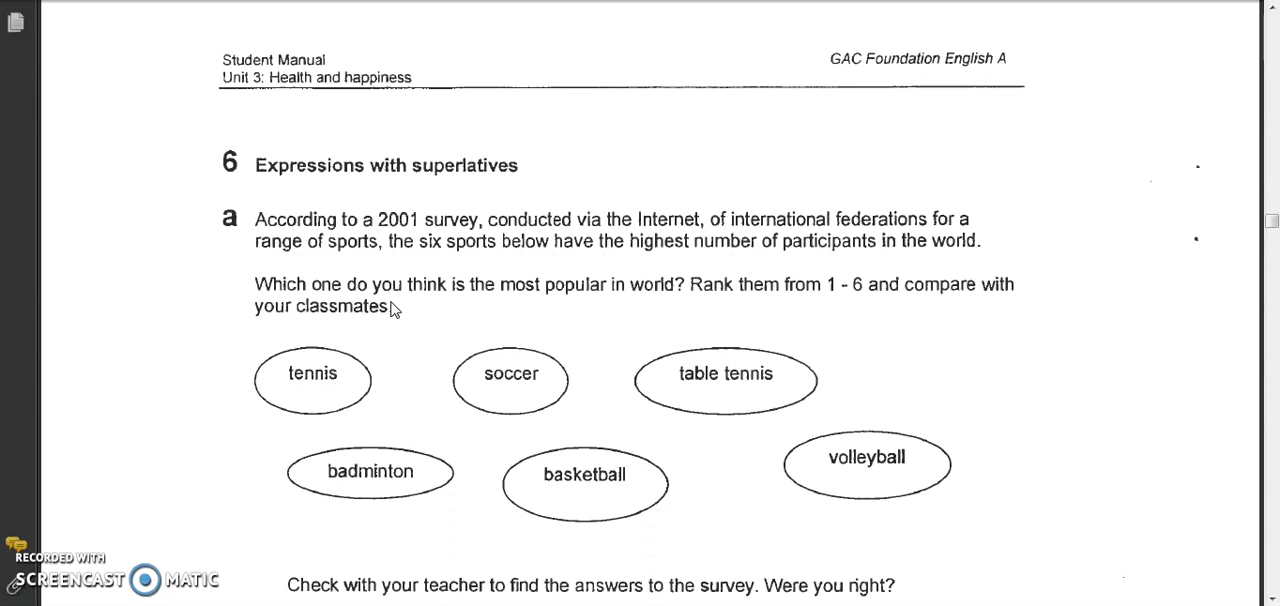 Student Manual
GAC Foundation English A
Unit 3: Health and happiness
6 Expressions with superlatives
a According to a 2001 survey, conducted via the Internet, of international federations for a
range of sports, the six sports below have the highest number of participants in the world.
Which one do you think is the most popular in world? Rank them from 1 - 6 and compare with
your classmates
tennis
soccer
table tennis
badminton
basketball
volleyball
RECORDED WITH
SCREENCAST MATIC
Check with your teacher to find the answers to the survey. Were you right?